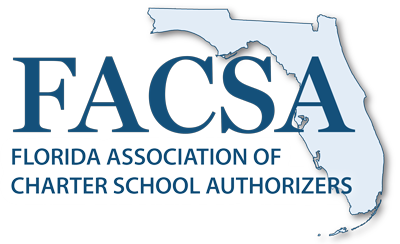 FACSA
FLORIDA ASSOCIATION OF
CHARTER SCHOOL AUTHORIZERS